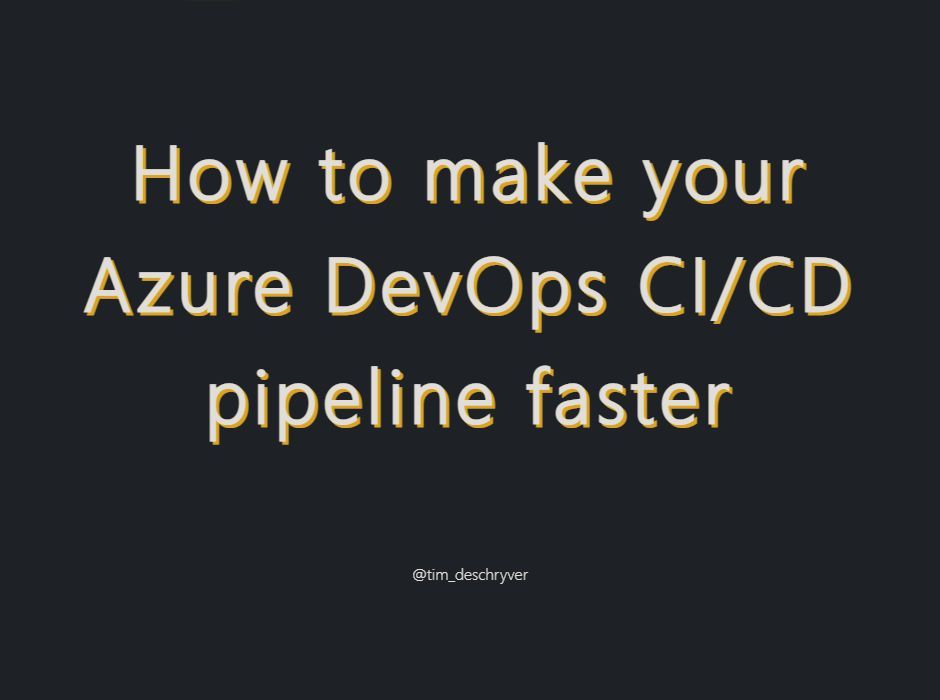 How to make your
Azure DevOps CI/CD
pipeline faster
@tim_deschryver